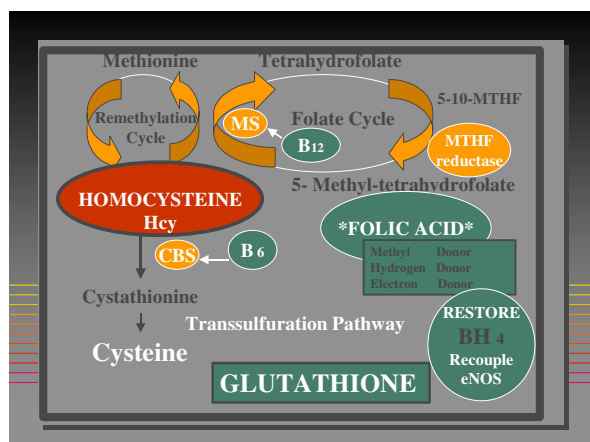 Methionine
Tetrahydrofolate
5-10-MTHF
Remethylation
Cycle
MS
Folate Cycle
B12
MTHF
reductase
5- Methyl-tetrahydrofolate
HOMOCYSTEINE
Hcy
*FOLIC ACID*
CBS
B 6
Methyl Donor
Hydrogen Donor
Electron Donor
Cystathionine
Transsulfuration Pathway
RESTORE
BH 4
Recouple
eNOS
Cysteine
GLUTATHIONE